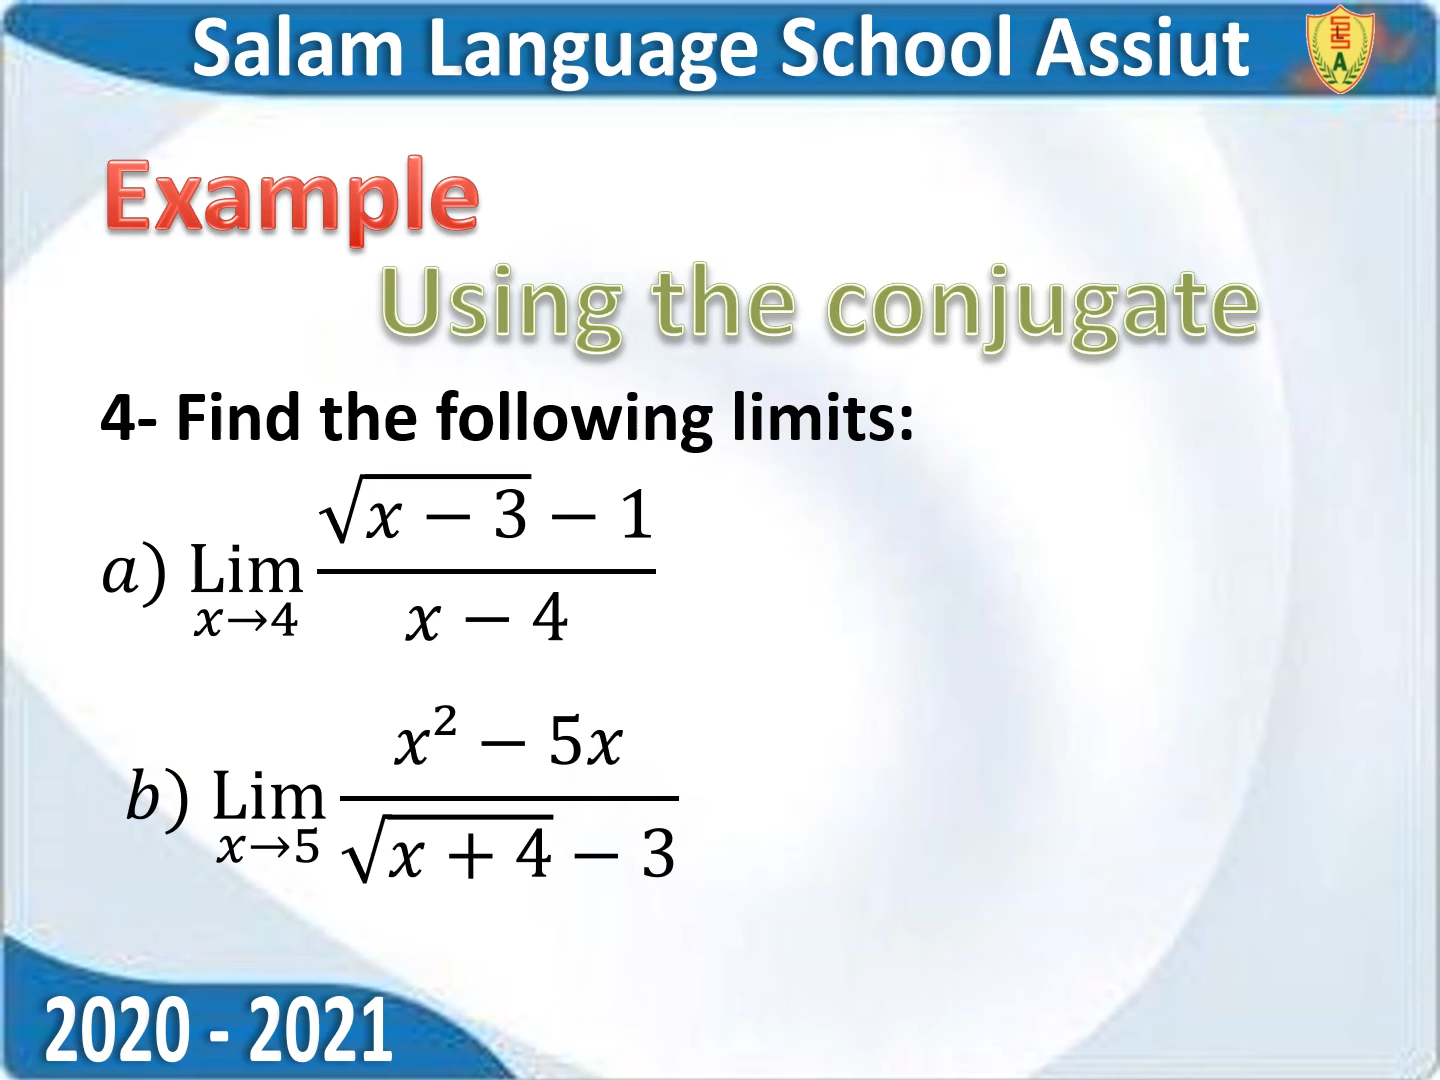 Salam Language School Assiut
Example
Using the conjugate
4- Find the following limits:
a) Lim x→4 (√(x − 3) − 1) / (x − 4)
b) Lim x→5 (x² − 5x) / (√(x + 4) − 3)
2020 - 2021